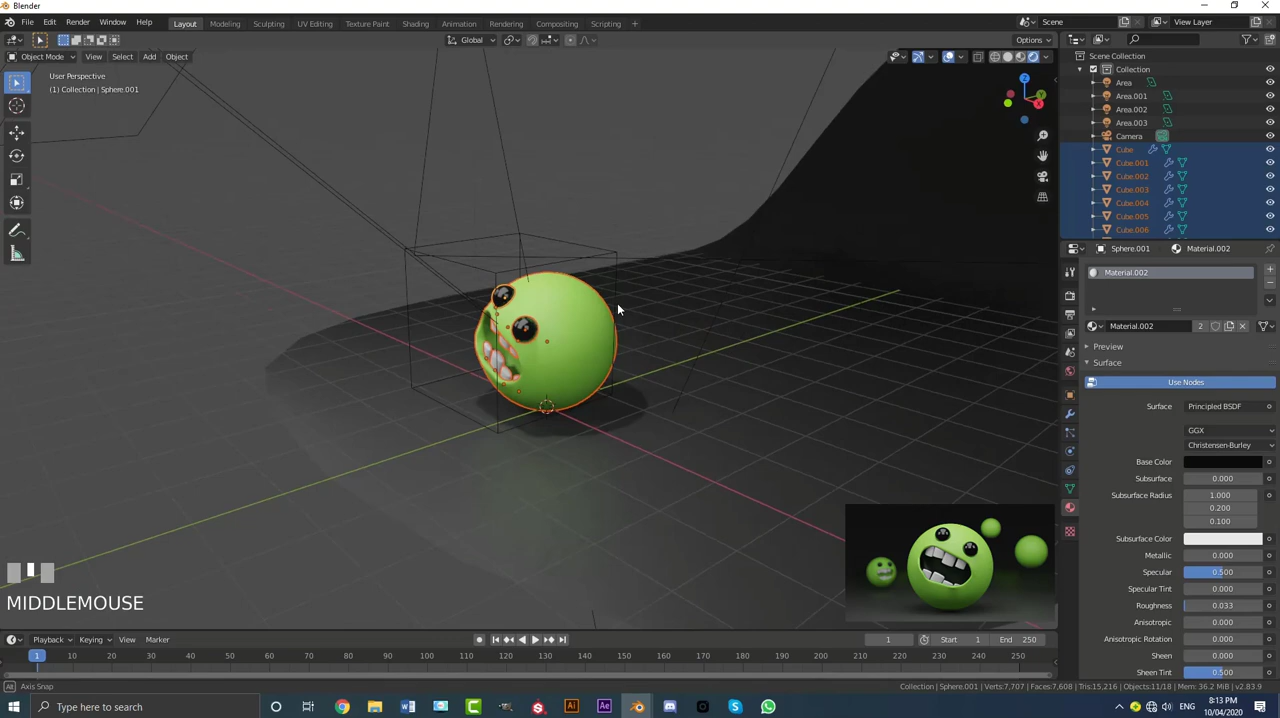 Blender
File Edit Render Window Help Layout Modeling Sculpting UV Editing Texture Paint Shading Animation Rendering Compositing Scripting + Scene View Layer
Global Options
Object Mode View Select Add Object
User Perspective
(1) Collection | Sphere.001
Z
Y
X
Scene Collection
Collection
Area
Area.001
Area.002
Area.003
Camera
Cube
Cube.001
Cube.002
Cube.003
Cube.004
Cube.005
Cube.006
Sphere.001 Material.002
Material.002
Material.002 2
Preview
Surface
Use Nodes
Surface Principled BSDF
GGX
Christensen-Burley
Base Color
Subsurface 0.000
Subsurface Radius 1.000
0.200
0.100
Subsurface Color
Metallic 0.000
Specular 0.500
Specular Tint 0.000
Roughness 0.033
Anisotropic 0.000
Anisotropic Rotation 0.000
Sheen 0.000
Sheen Tint 0.500
MIDDLEMOUSE
Playback Keying View Marker 1 Start 1 End 250
1 10 20 30 40 50 60 70 80 90 100 110 120 130 140 150 160 170 180 190 200 210 220 230 240 250
Alt Axis Snap Collection | Sphere.001 | Verts:7,707 | Faces:7,608 | Tris:15,216 | Objects:11/18 | Mem: 36.2 MiB | v2.83.9
Type here to search Ai Ae 8:13 PM
10/04/2020